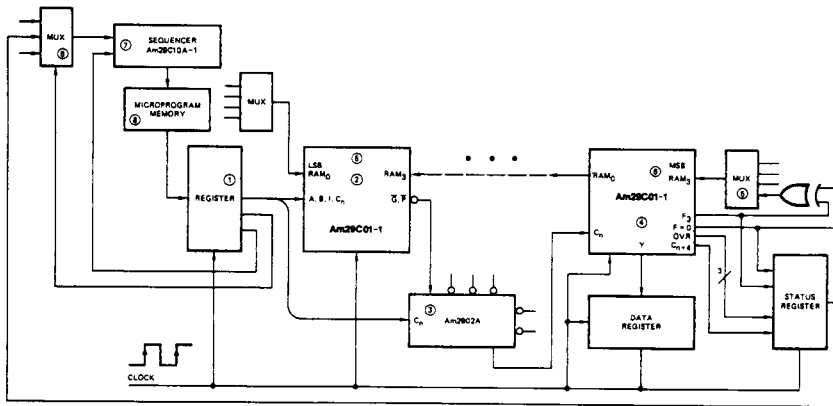 MUX
⑥
⑦
SEQUENCER
Am29C10A-1
MICROPROGRAM
MEMORY
⑧
MUX
①
REGISTER
LSB
RAM0
⑤
②
RAM3
A, B, I, Cn
G̅, P̅
Am29C01-1
• • •
RAM0
⑥
MSB
RAM3
Am29C01-1
④
Cn
Y
F3
F = 0
OVR
Cn+4
MUX
⑤
3
③
Cn
Am2902A
DATA
REGISTER
STATUS
REGISTER
CLOCK